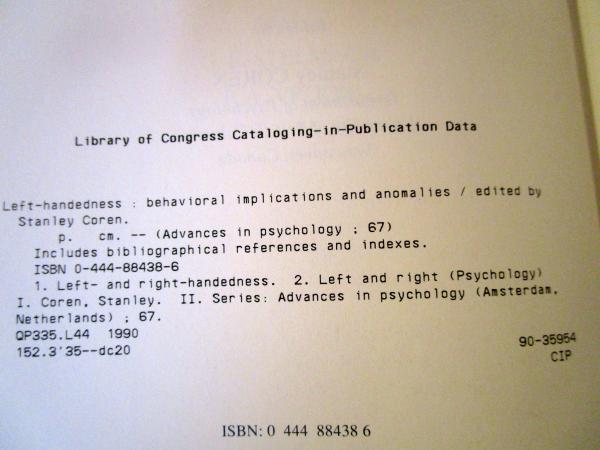 Library of Congress Cataloging-in-Publication Data
Left-handedness : behavioral implications and anomalies / edited by
Stanley Coren.
p. cm. -- (Advances in psychology ; 67)
Includes bibliographical references and indexes.
ISBN 0-444-88438-6
1. Left- and right-handedness. 2. Left and right (Psychology)
I. Coren, Stanley. II. Series: Advances in psychology (Amsterdam,
Netherlands) ; 67.
QP335.L44 1990
152.3'35--dc20
90-35954
CIP
ISBN: 0 444 88438 6